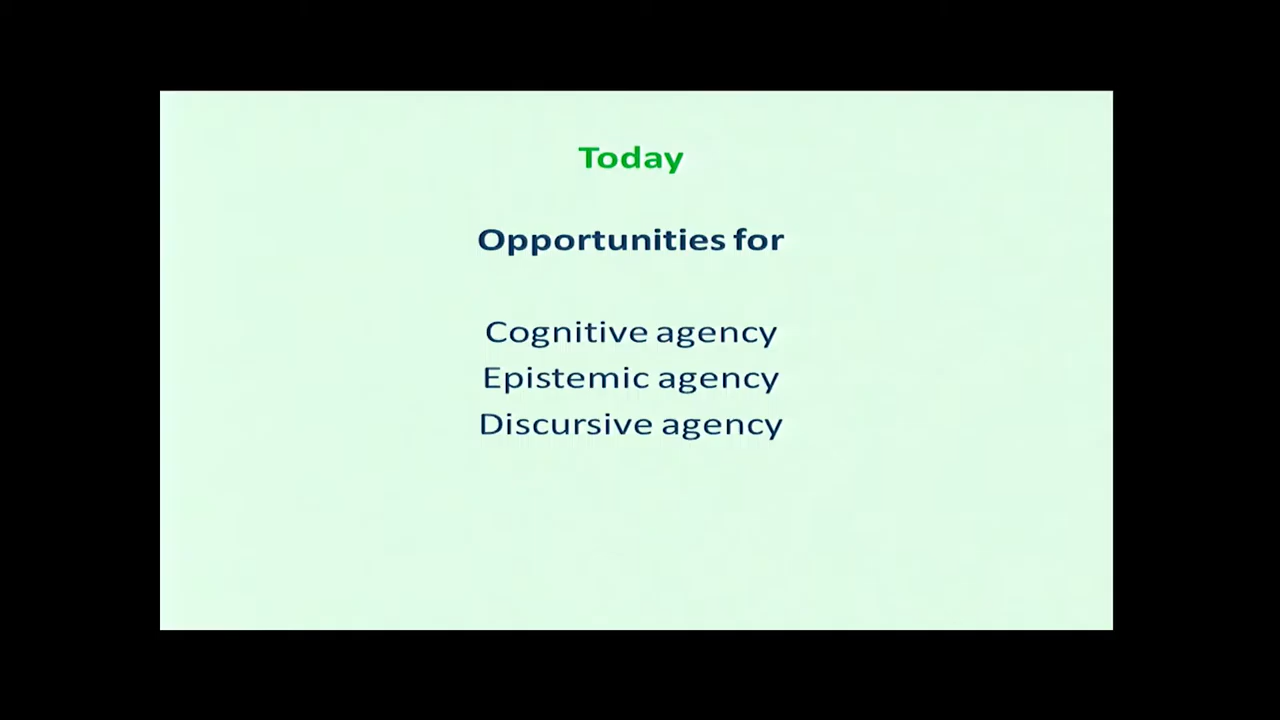 Today
Opportunities for
Cognitive agency
Epistemic agency
Discursive agency